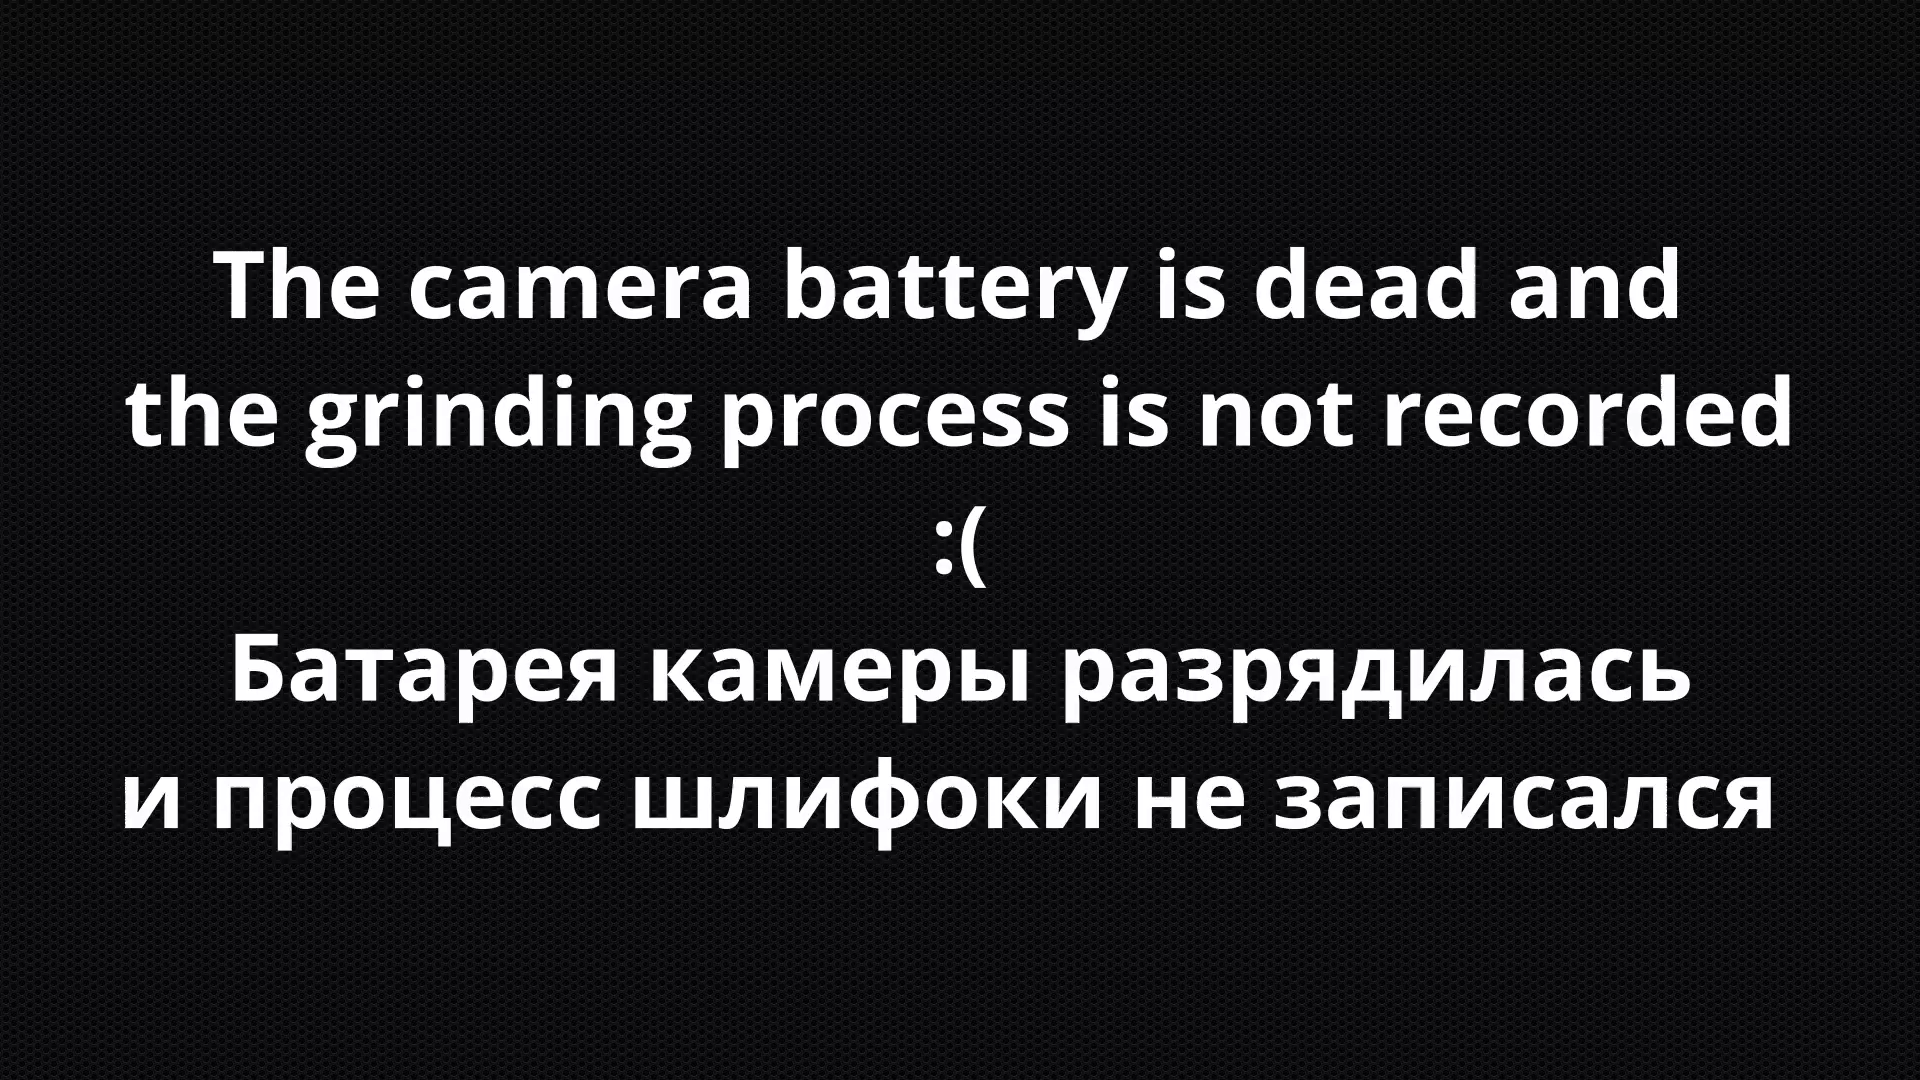 The camera battery is dead and
the grinding process is not recorded
:(
Батарея камеры разрядилась
и процесс шлифоки не записался